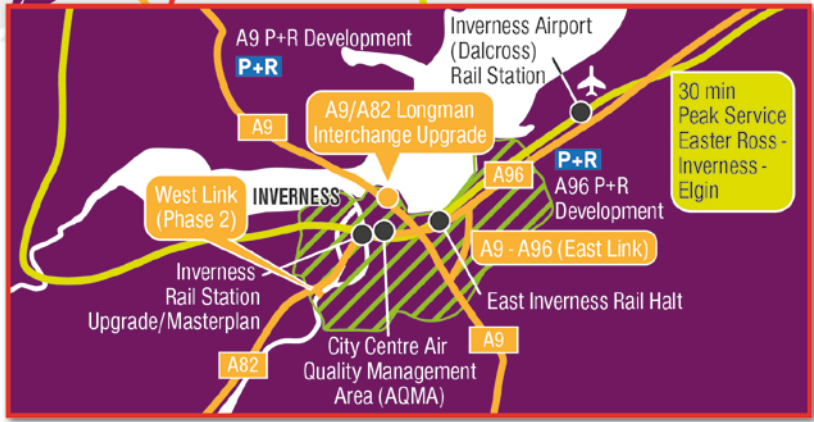 A9 P+R Development
P+R
Inverness Airport
(Dalcross)
Rail Station
30 min
Peak Service
Easter Ross -
Inverness -
Elgin
A9/A82 Longman
Interchange Upgrade
A9
P+R
A96 P+R
Development
A96
West Link
(Phase 2)
INVERNESS
A9 - A96 (East Link)
Inverness
Rail Station
Upgrade/Masterplan
East Inverness Rail Halt
A9
City Centre Air
Quality Management
Area (AQMA)
A82